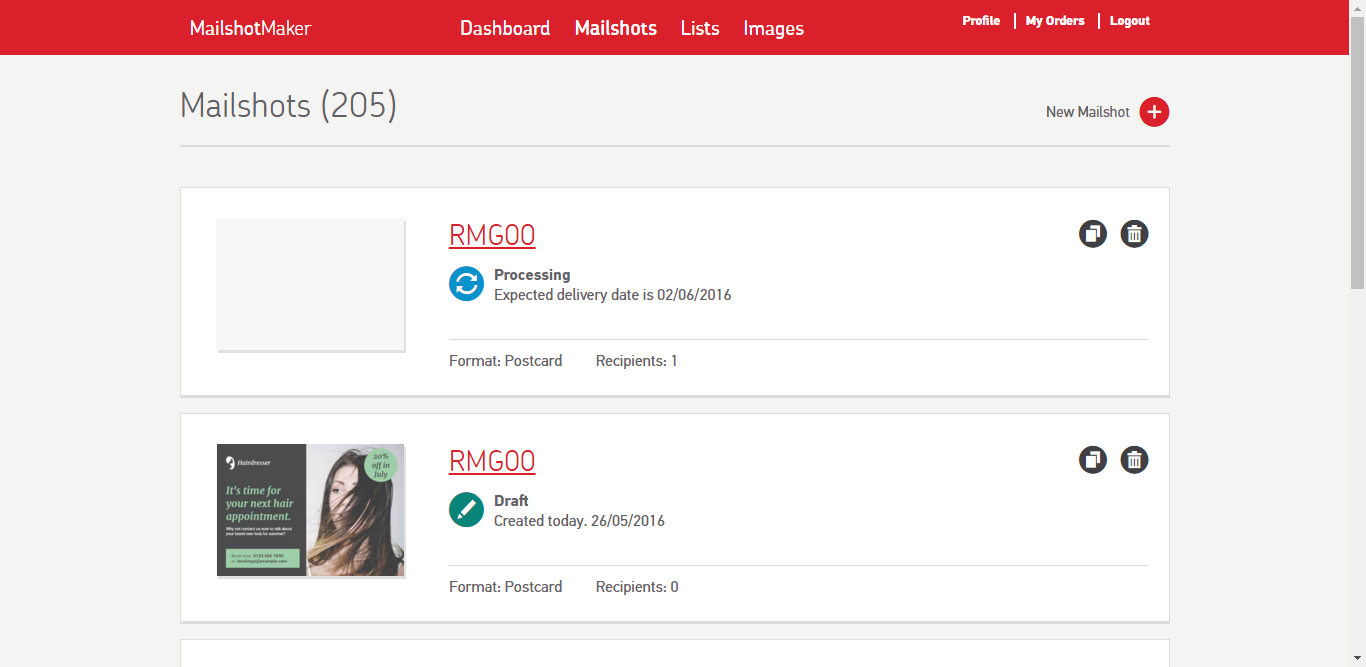 MailshotMaker
Dashboard Mailshots Lists Images
Profile My Orders Logout
Mailshots (205)
New Mailshot
RMG00
Processing
Expected delivery date is 02/06/2016
Format: Postcard Recipients: 1
Hairdresser
20%
off in
July
It's time for
your next hair
appointment.
Why not contact us now to talk about
your brand new look for summer?
Book now: 0123 456 7890
or: bookings@example.com
RMG00
Draft
Created today. 26/05/2016
Format: Postcard Recipients: 0